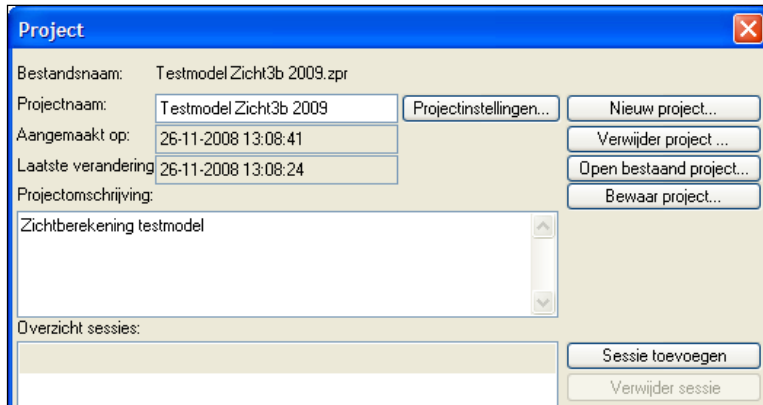 Project
Bestandsnaam: Testmodel Zicht3b 2009.zpr
Projectnaam: Testmodel Zicht3b 2009 Projectinstellingen... Nieuw project...
Aangemaakt op: 26-11-2008 13:08:41 Verwijder project ...
Laatste verandering 26-11-2008 13:08:24 Open bestaand project...
Projectomschrijving: Bewaar project...
Zichtberekening testmodel
Overzicht sessies:
Sessie toevoegen
Verwijder sessie